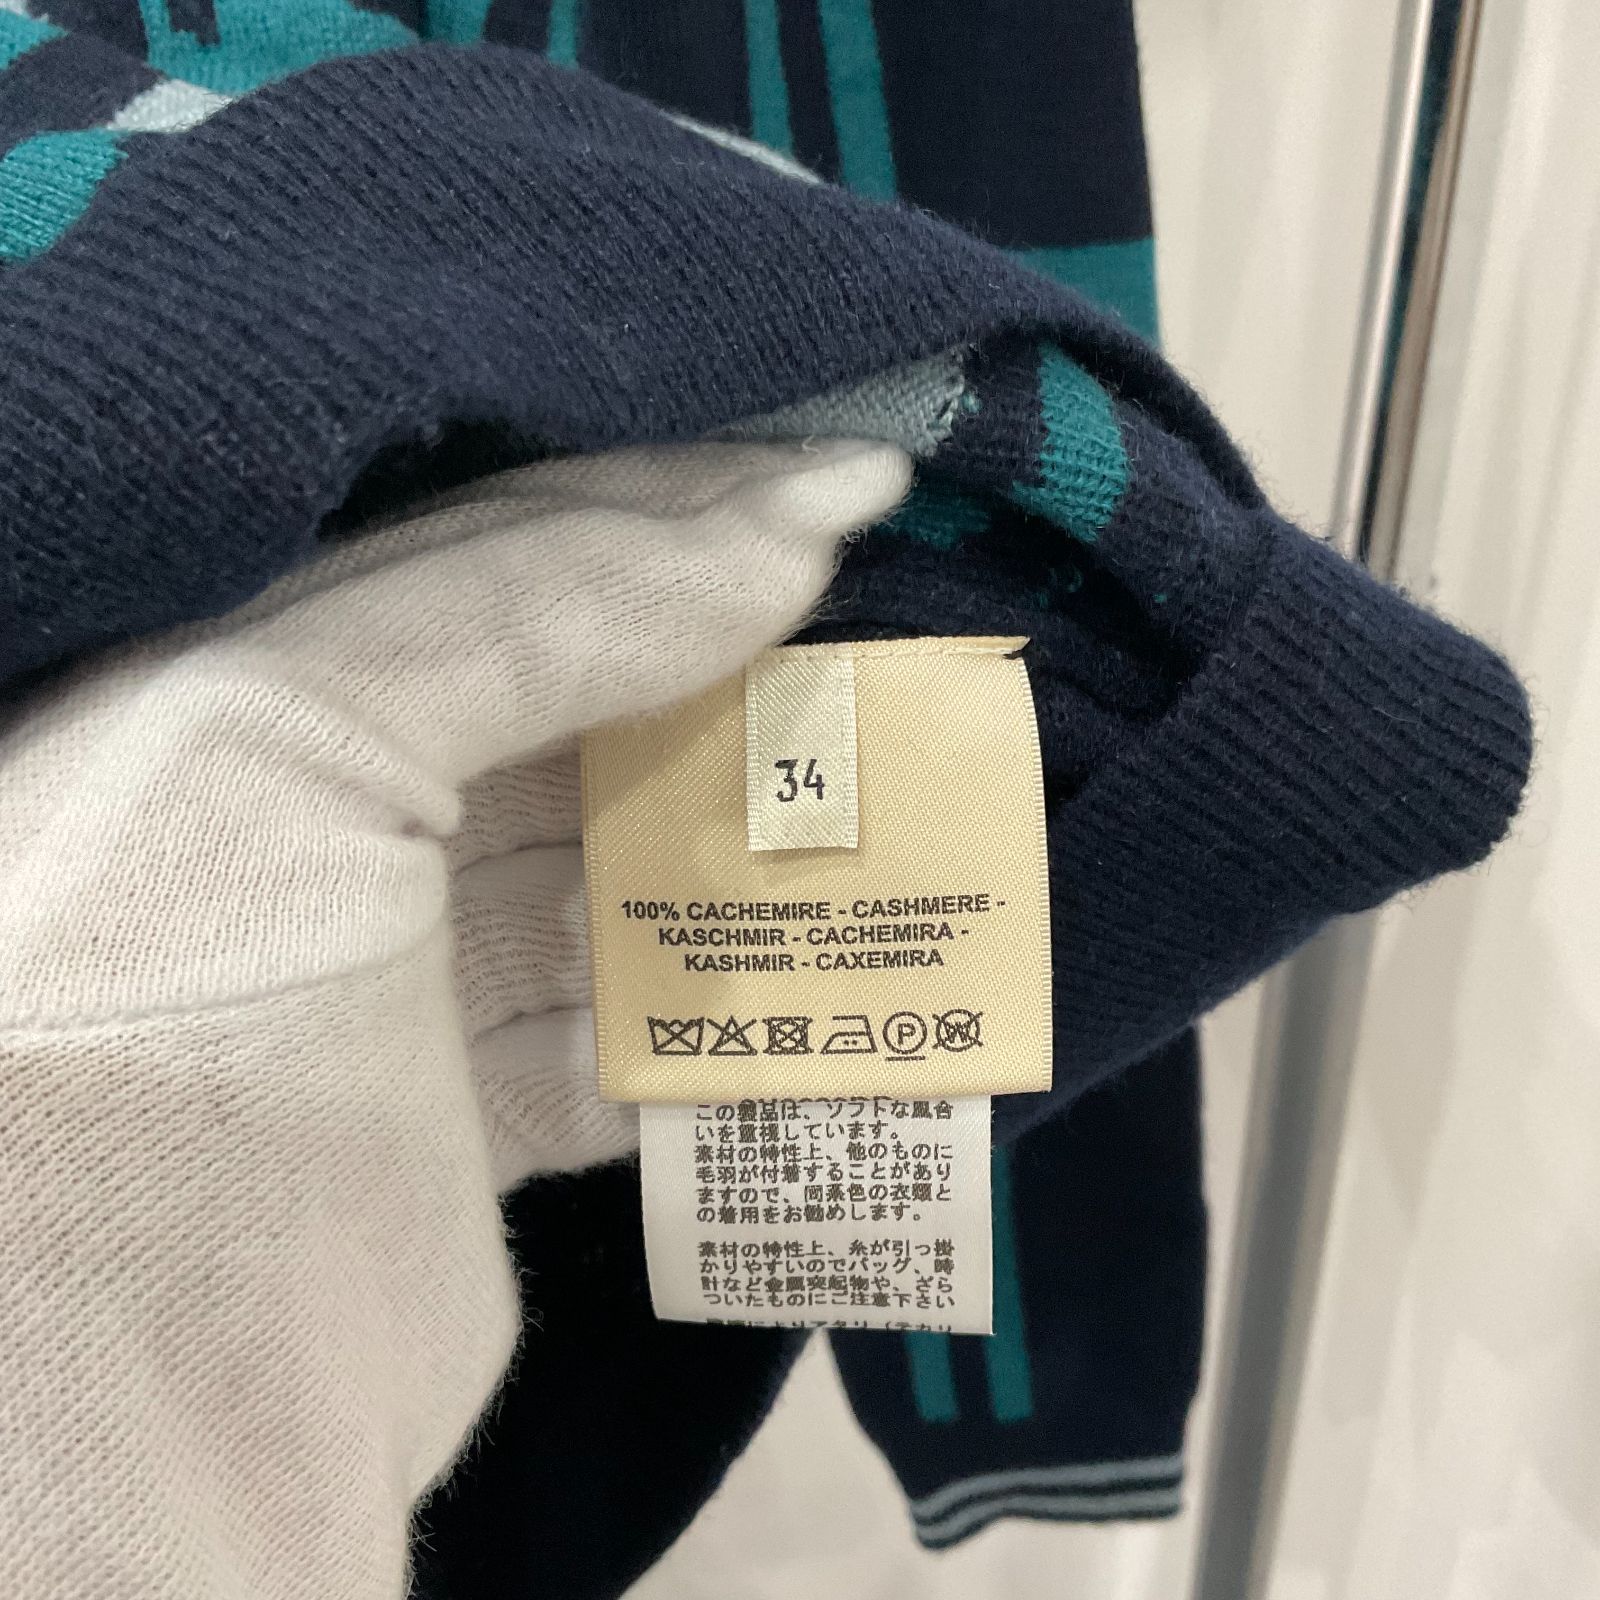 34
100% CACHEMIRE - CASHMERE -
KASCHMIR - CACHEMIRA -
KASHMIR - CAXEMIRA
P W
この製品は、ソフトな風合
いを重視しています。
素材の特性上、他のものに
毛羽が付着することがあり
ますので、同系色の衣類と
の着用をお勧めします。
素材の特性上、糸が引っ掛
かりやすいのでバッグ、時
計など金属突起物や、ざら
ついたものにご注意下さい